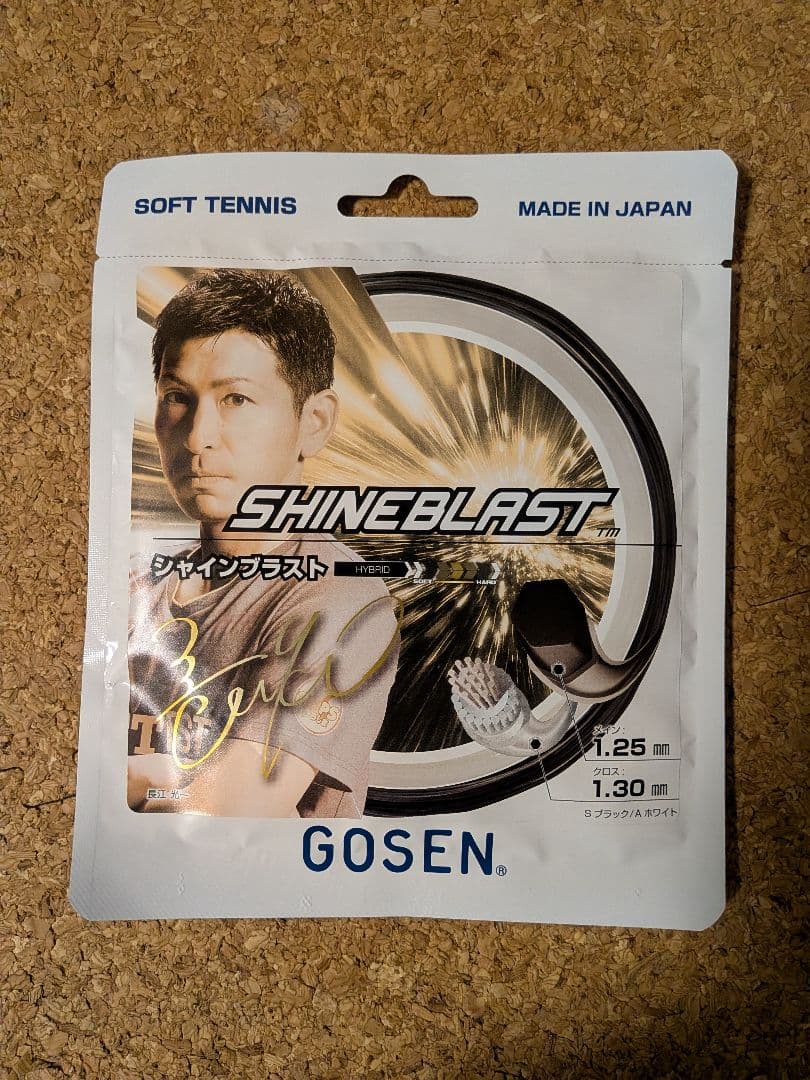 SOFT TENNIS
MADE IN JAPAN
SHINEBLAST™
シャインブラスト HYBRID SOFT HARD
メイン:
1.25 mm
クロス:
1.30 mm
S ブラック/A ホワイト
長江 光一
GOSEN®